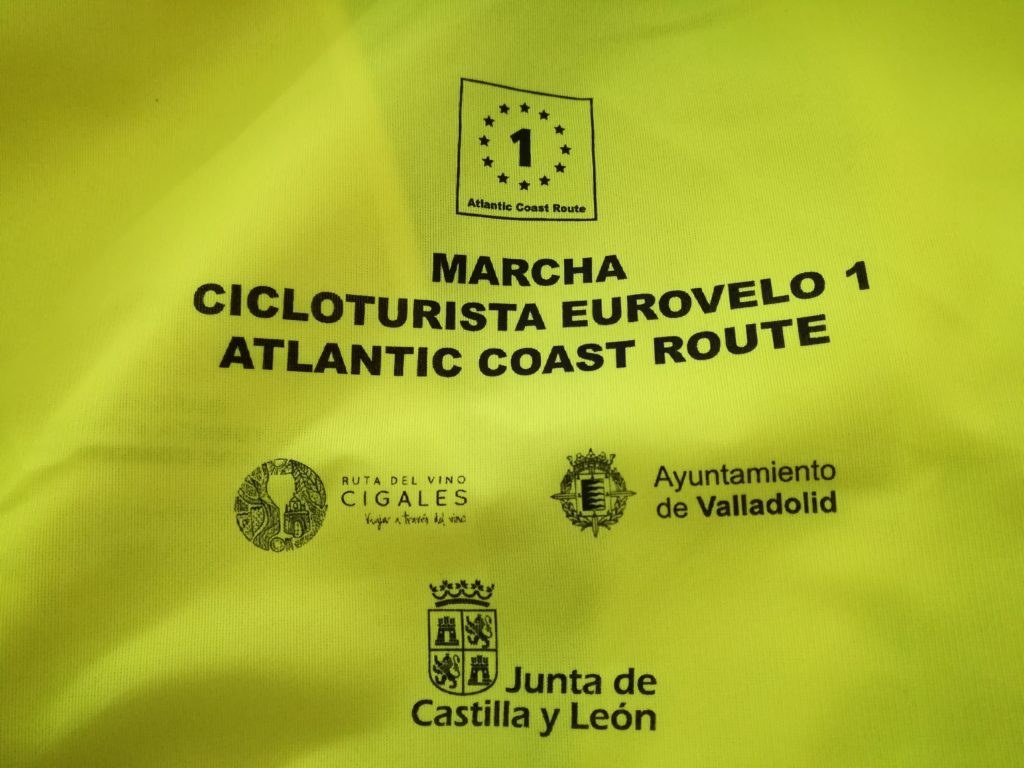 1
Atlantic Coast Route
MARCHA
CICLOTURISTA EUROVELO 1
ATLANTIC COAST ROUTE
RUTA DEL VINO
CIGALES
Viajar a través del vino
Ayuntamiento
de Valladolid
Junta de
Castilla y León